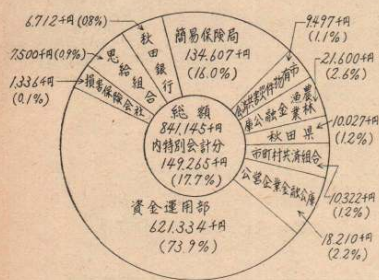 6.712千円(08%)
秋田銀行
簡易保険局
134.607千円
(16.0%)
9.497千円
(1.1%)
7.500千円(0.9%)
恩給組合
21.600千円
(2.6%)
農林漁業金融公庫
1.336千円
(0.1%)
損易保険会社
10.027千円
(1.2%)
秋田県
総額
841.145千円
内特別会計分
149.265千円
(17.7%)
市町村共済組合
10.322千円
(1.2%)
公営企業金融公庫
18.210千円
(2.2%)
資金運用部
621.334千円
(73.9%)